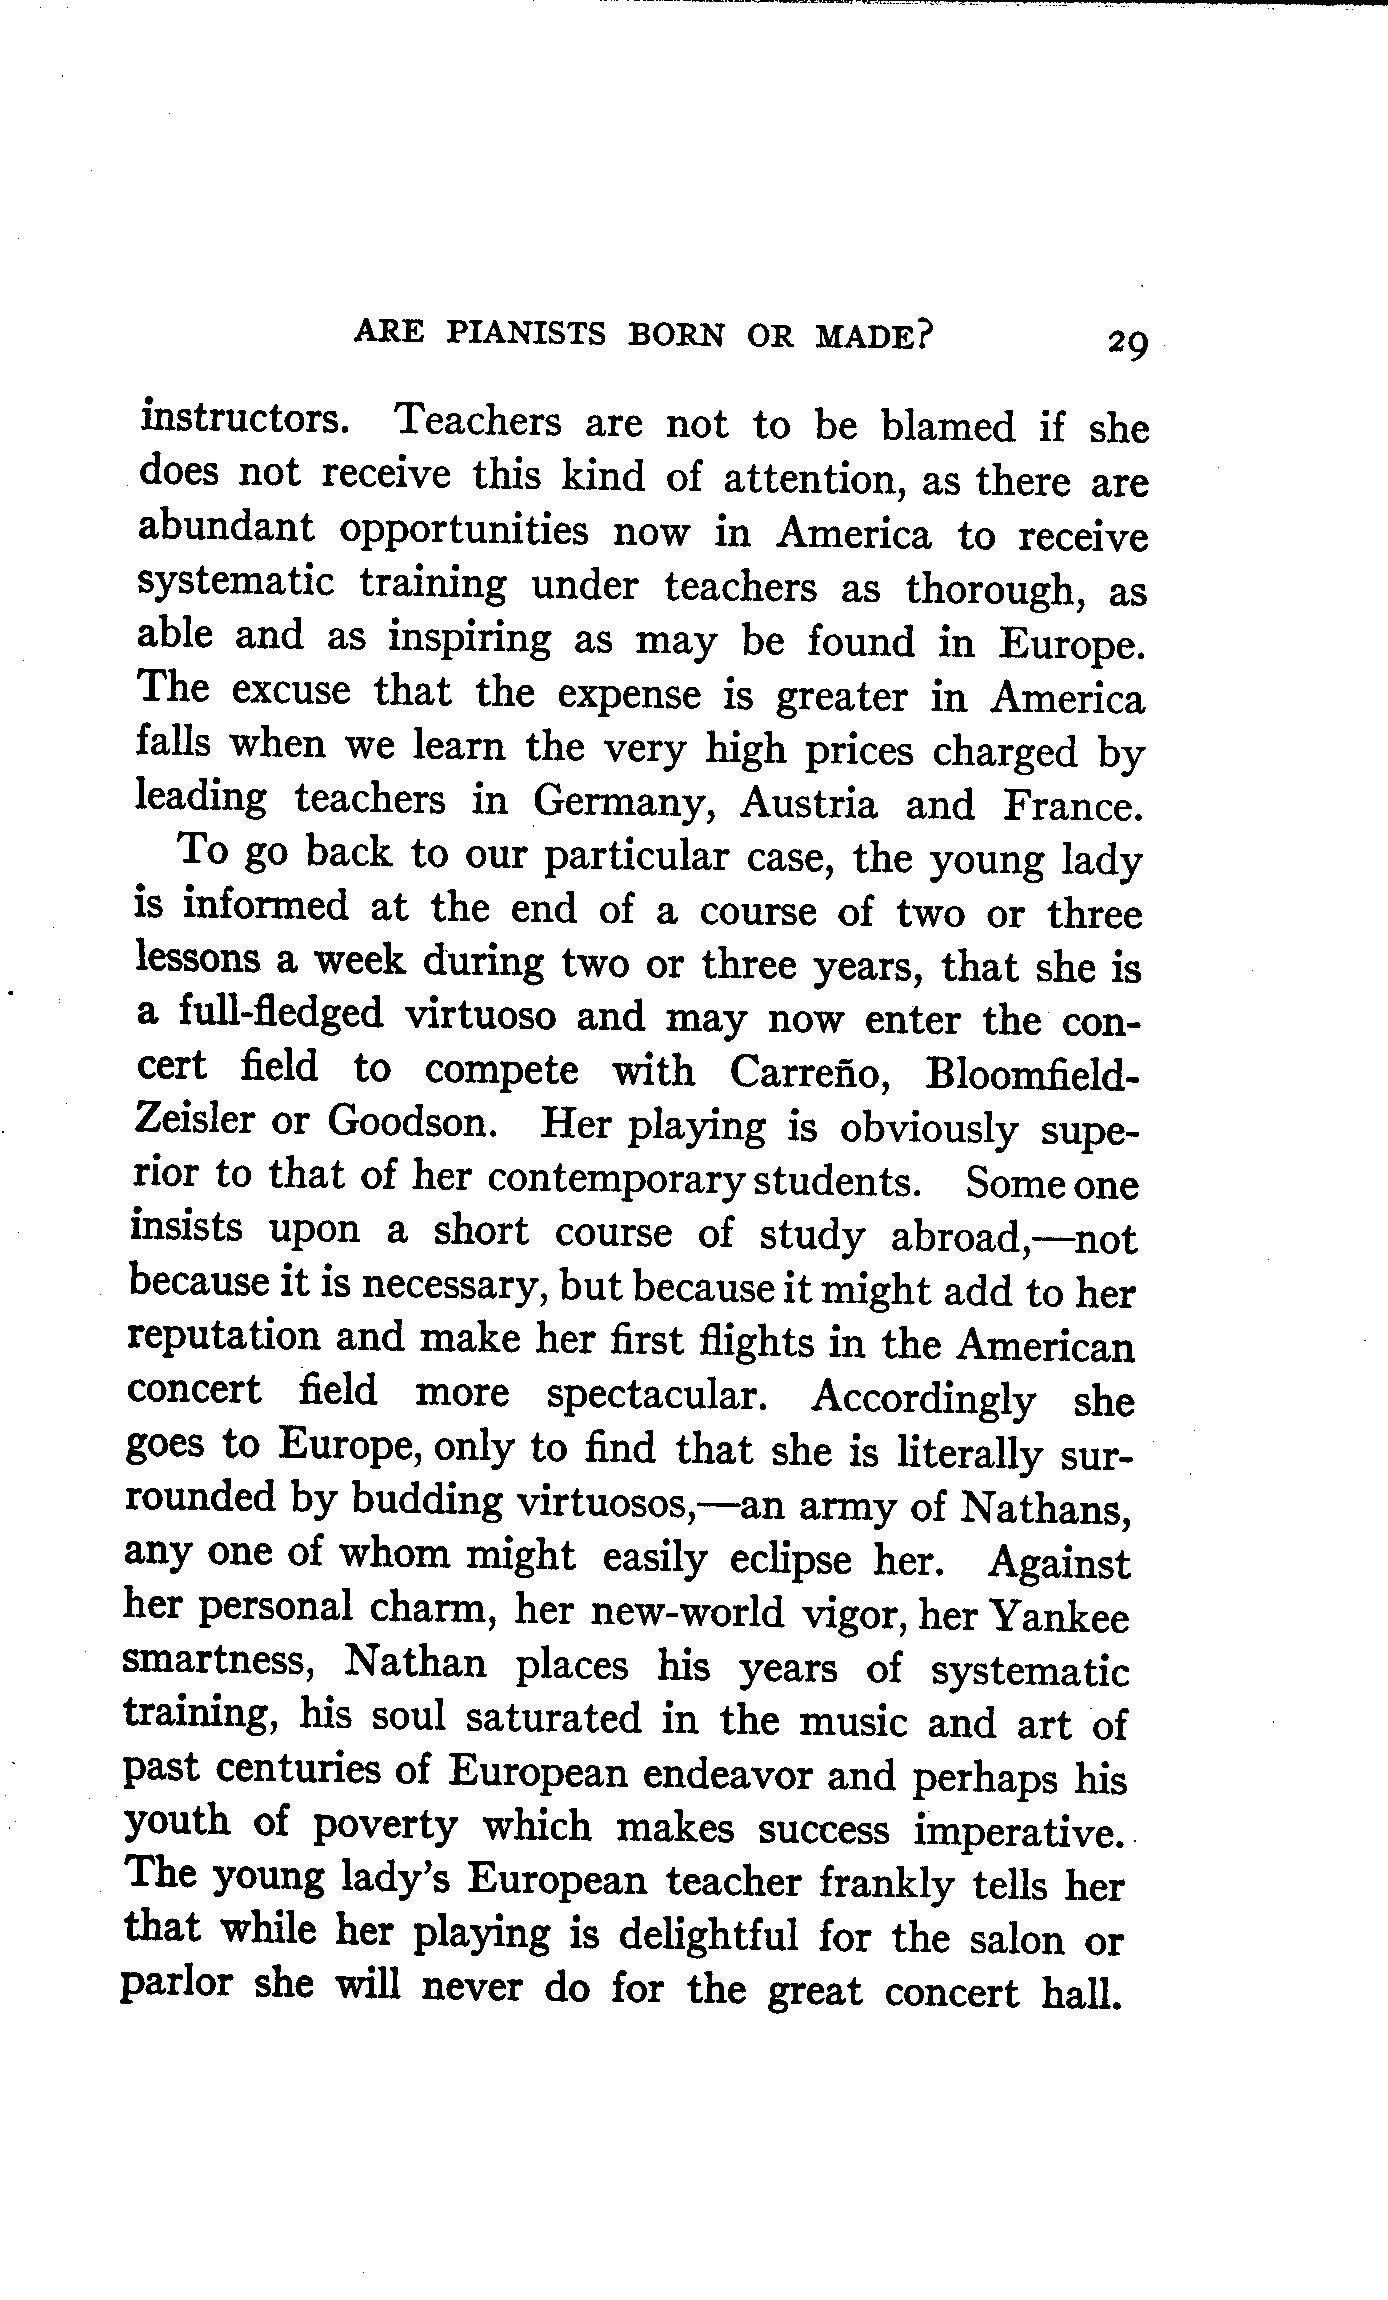 ARE PIANISTS BORN OR MADE? 29
instructors. Teachers are not to be blamed if she
does not receive this kind of attention, as there are
abundant opportunities now in America to receive
systematic training under teachers as thorough, as
able and as inspiring as may be found in Europe.
The excuse that the expense is greater in America
falls when we learn the very high prices charged by
leading teachers in Germany, Austria and France.
To go back to our particular case, the young lady
is informed at the end of a course of two or three
lessons a week during two or three years, that she is
a full-fledged virtuoso and may now enter the con-
cert field to compete with Carreño, Bloomfield-
Zeisler or Goodson. Her playing is obviously supe-
rior to that of her contemporary students. Some one
insists upon a short course of study abroad,—not
because it is necessary, but because it might add to her
reputation and make her first flights in the American
concert field more spectacular. Accordingly she
goes to Europe, only to find that she is literally sur-
rounded by budding virtuosos,—an army of Nathans,
any one of whom might easily eclipse her. Against
her personal charm, her new-world vigor, her Yankee
smartness, Nathan places his years of systematic
training, his soul saturated in the music and art of
past centuries of European endeavor and perhaps his
youth of poverty which makes success imperative.
The young lady's European teacher frankly tells her
that while her playing is delightful for the salon or
parlor she will never do for the great concert hall.